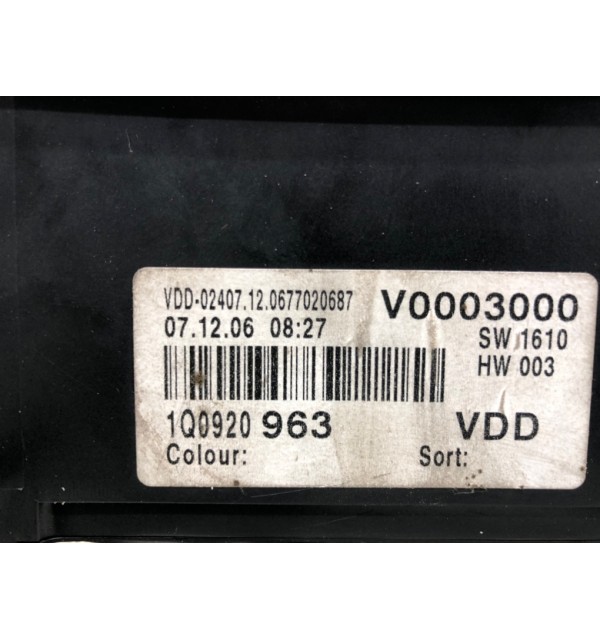 VDD-02407.12.0677020687 V0003000
07.12.06 08:27 SW 1610
HW 003
1Q0920 963 VDD
Colour: Sort: